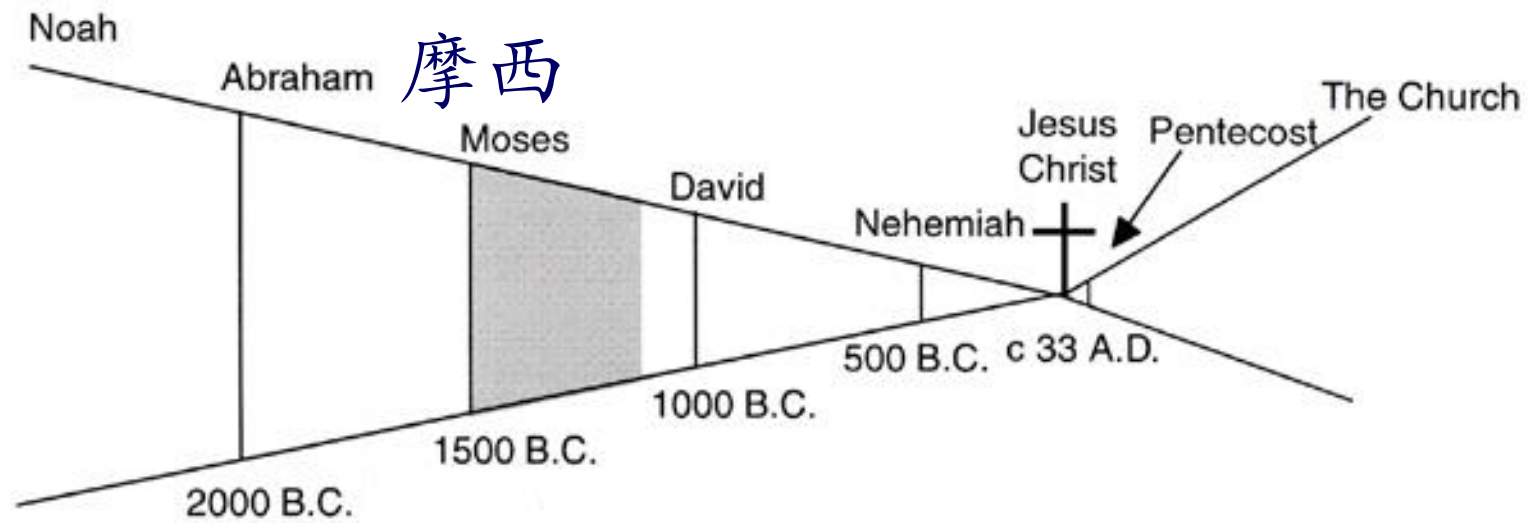 Noah
Abraham
摩西
Moses
David
Nehemiah
Jesus
Christ
Pentecost
The Church
2000 B.C.
1500 B.C.
1000 B.C.
500 B.C.
c 33 A.D.